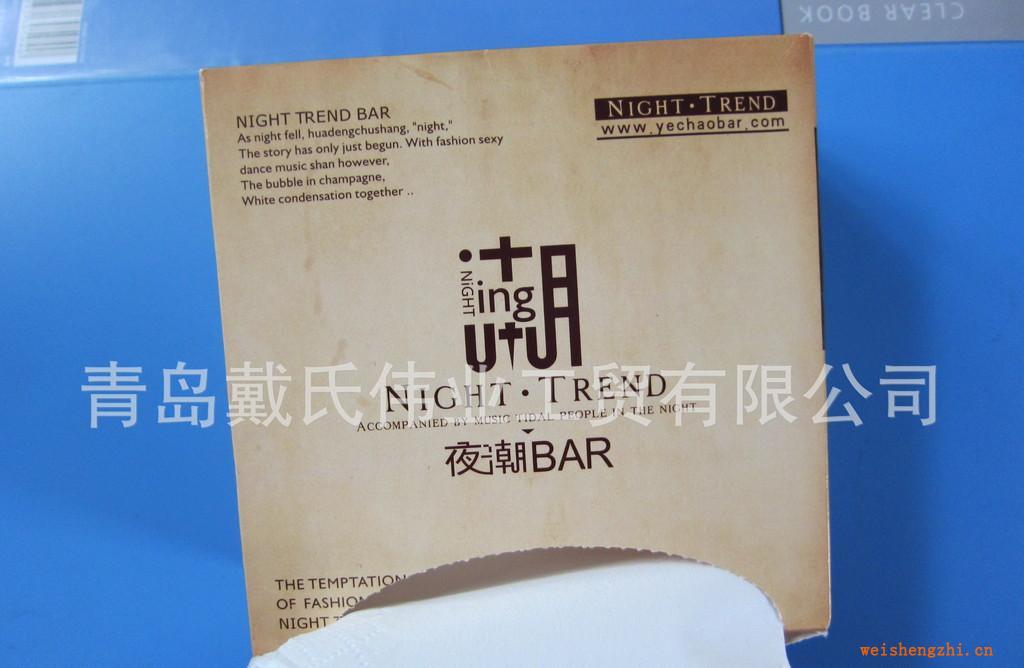 CLEAR BOOK
NIGHT TREND BAR
As night fell, huadengchushang, "night,"
The story has only just begun. With fashion sexy
dance music shan however,
The bubble in champagne,
White condensation together ..
NIGHT·TREND
www.yechaobar.com
NiGHT
ing
NIGHT·TREND
ACCOMPANIED BY MUSIC TIDAL PEOPLE IN THE NIGHT
夜潮BAR
青岛戴氏伟业工贸有限公司
THE TEMPTATION
OF FASHION
NIGHT
weishengzhi.cn